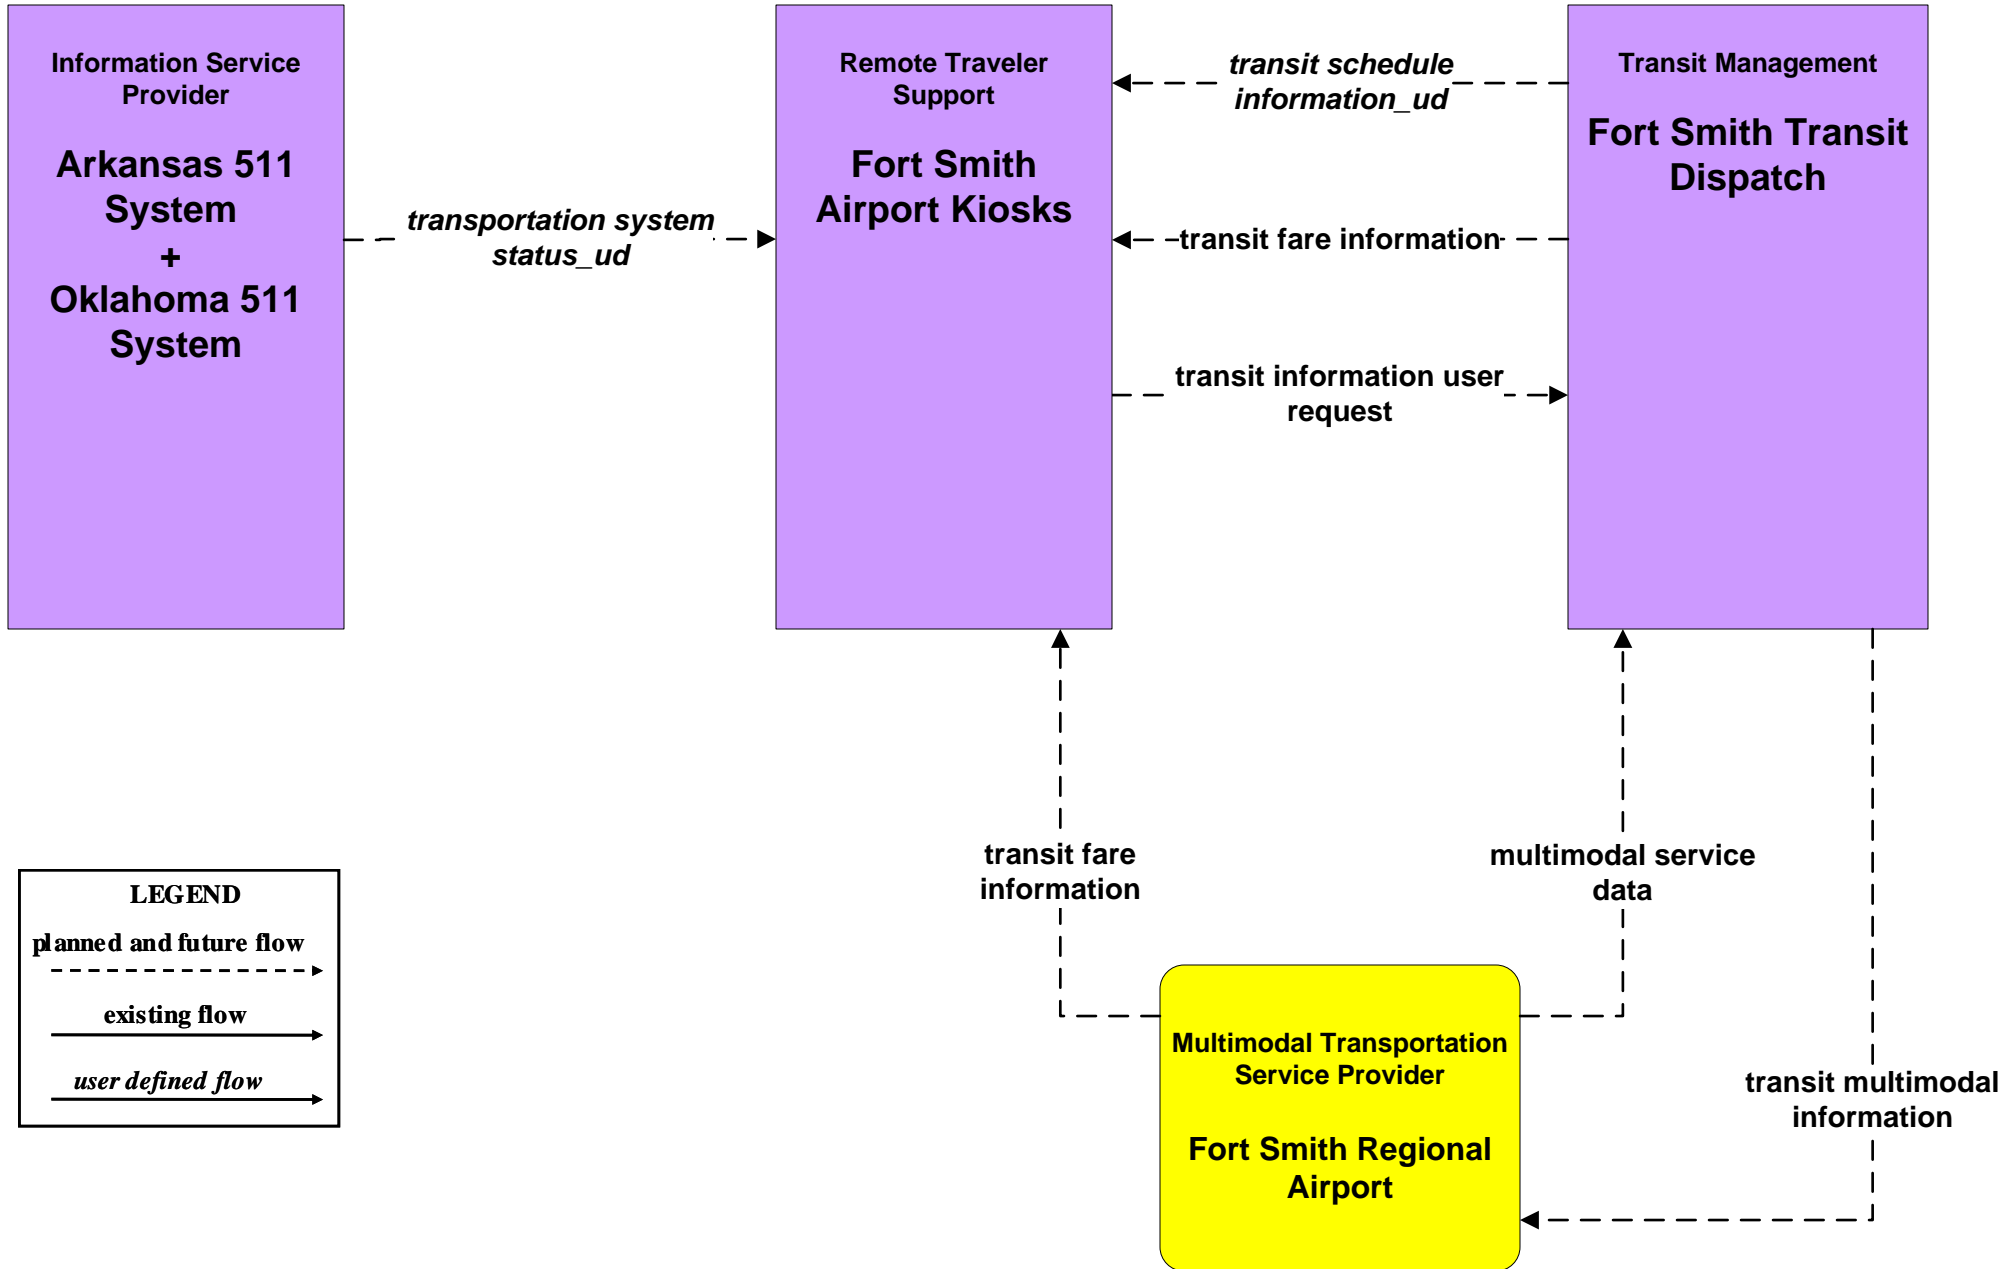 Information Service
Provider
Arkansas 511
System
+
Oklahoma 511
System
transportation system
status_ud
Remote Traveler
Support
Fort Smith
Airport Kiosks
transit schedule
information_ud
transit fare information
transit information user
request
Transit Management
Fort Smith Transit
Dispatch
transit fare
information
multimodal service
data
LEGEND
planned and future flow
existing flow
user defined flow
Multimodal Transportation
Service Provider
Fort Smith Regional
Airport
transit multimodal
information